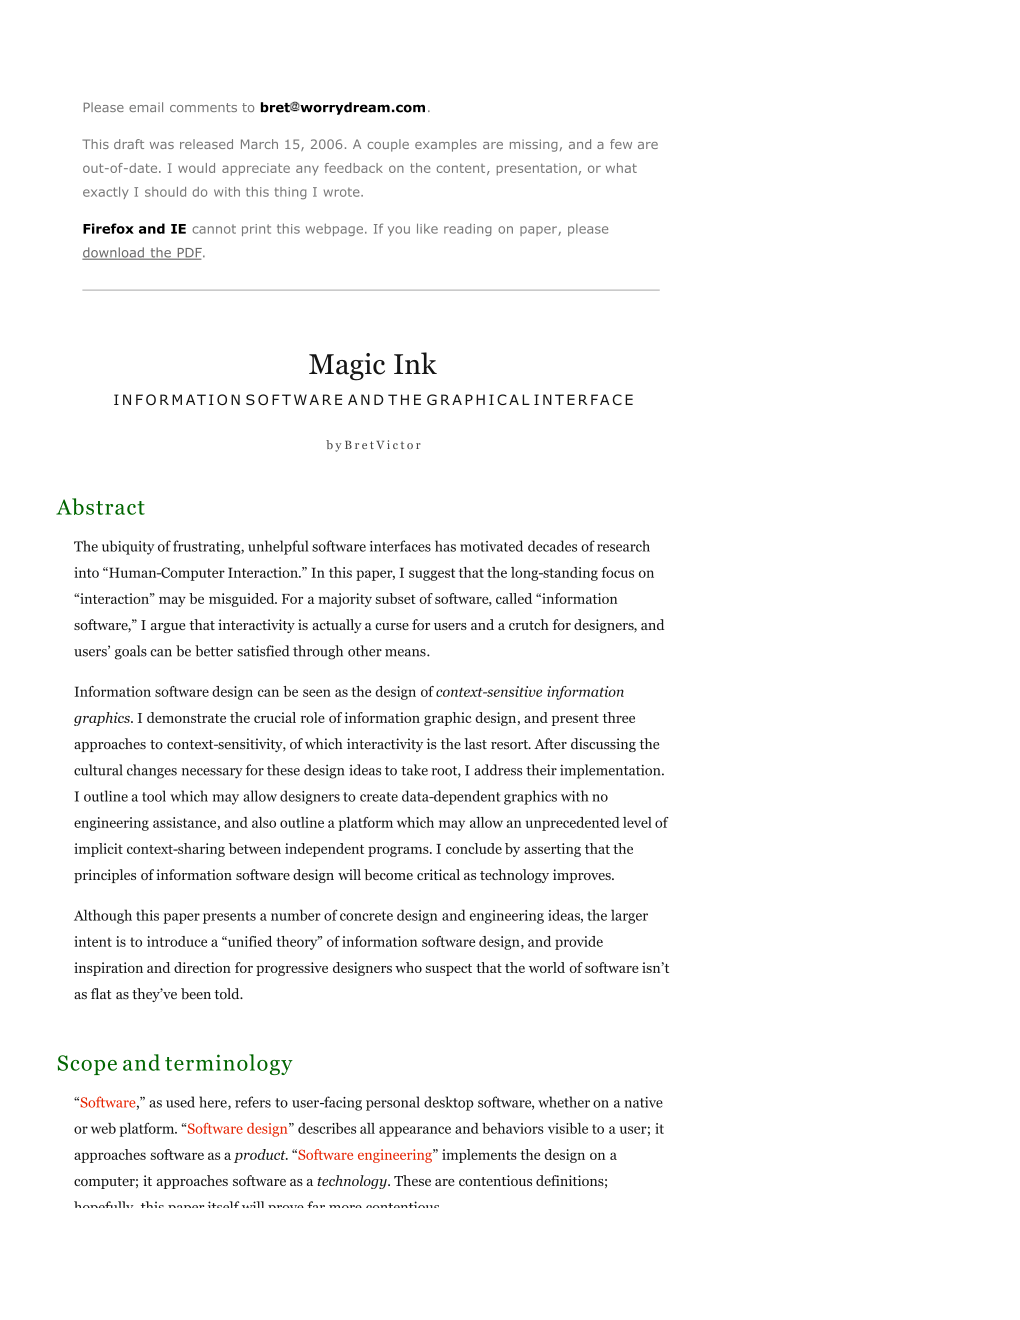 Please email comments to bret@worrydream.com.
This draft was released March 15, 2006. A couple examples are missing, and a few are
out-of-date. I would appreciate any feedback on the content, presentation, or what
exactly I should do with this thing I wrote.
Firefox and IE cannot print this webpage. If you like reading on paper, please
download the PDF.
Magic Ink
INFORMATION SOFTWARE AND THE GRAPHICAL INTERFACE
by Bret Victor
Abstract
The ubiquity of frustrating, unhelpful software interfaces has motivated decades of research
into “Human-Computer Interaction.” In this paper, I suggest that the long-standing focus on
“interaction” may be misguided. For a majority subset of software, called “information
software,” I argue that interactivity is actually a curse for users and a crutch for designers, and
users’ goals can be better satisfied through other means.
Information software design can be seen as the design of context-sensitive information
graphics. I demonstrate the crucial role of information graphic design, and present three
approaches to context-sensitivity, of which interactivity is the last resort. After discussing the
cultural changes necessary for these design ideas to take root, I address their implementation.
I outline a tool which may allow designers to create data-dependent graphics with no
engineering assistance, and also outline a platform which may allow an unprecedented level of
implicit context-sharing between independent programs. I conclude by asserting that the
principles of information software design will become critical as technology improves.
Although this paper presents a number of concrete design and engineering ideas, the larger
intent is to introduce a “unified theory” of information software design, and provide
inspiration and direction for progressive designers who suspect that the world of software isn’t
as flat as they’ve been told.
Scope and terminology
“Software,” as used here, refers to user-facing personal desktop software, whether on a native
or web platform. “Software design” describes all appearance and behaviors visible to a user; it
approaches software as a product. “Software engineering” implements the design on a
computer; it approaches software as a technology. These are contentious definitions;
hopefully, this paper itself will prove far more contentious.